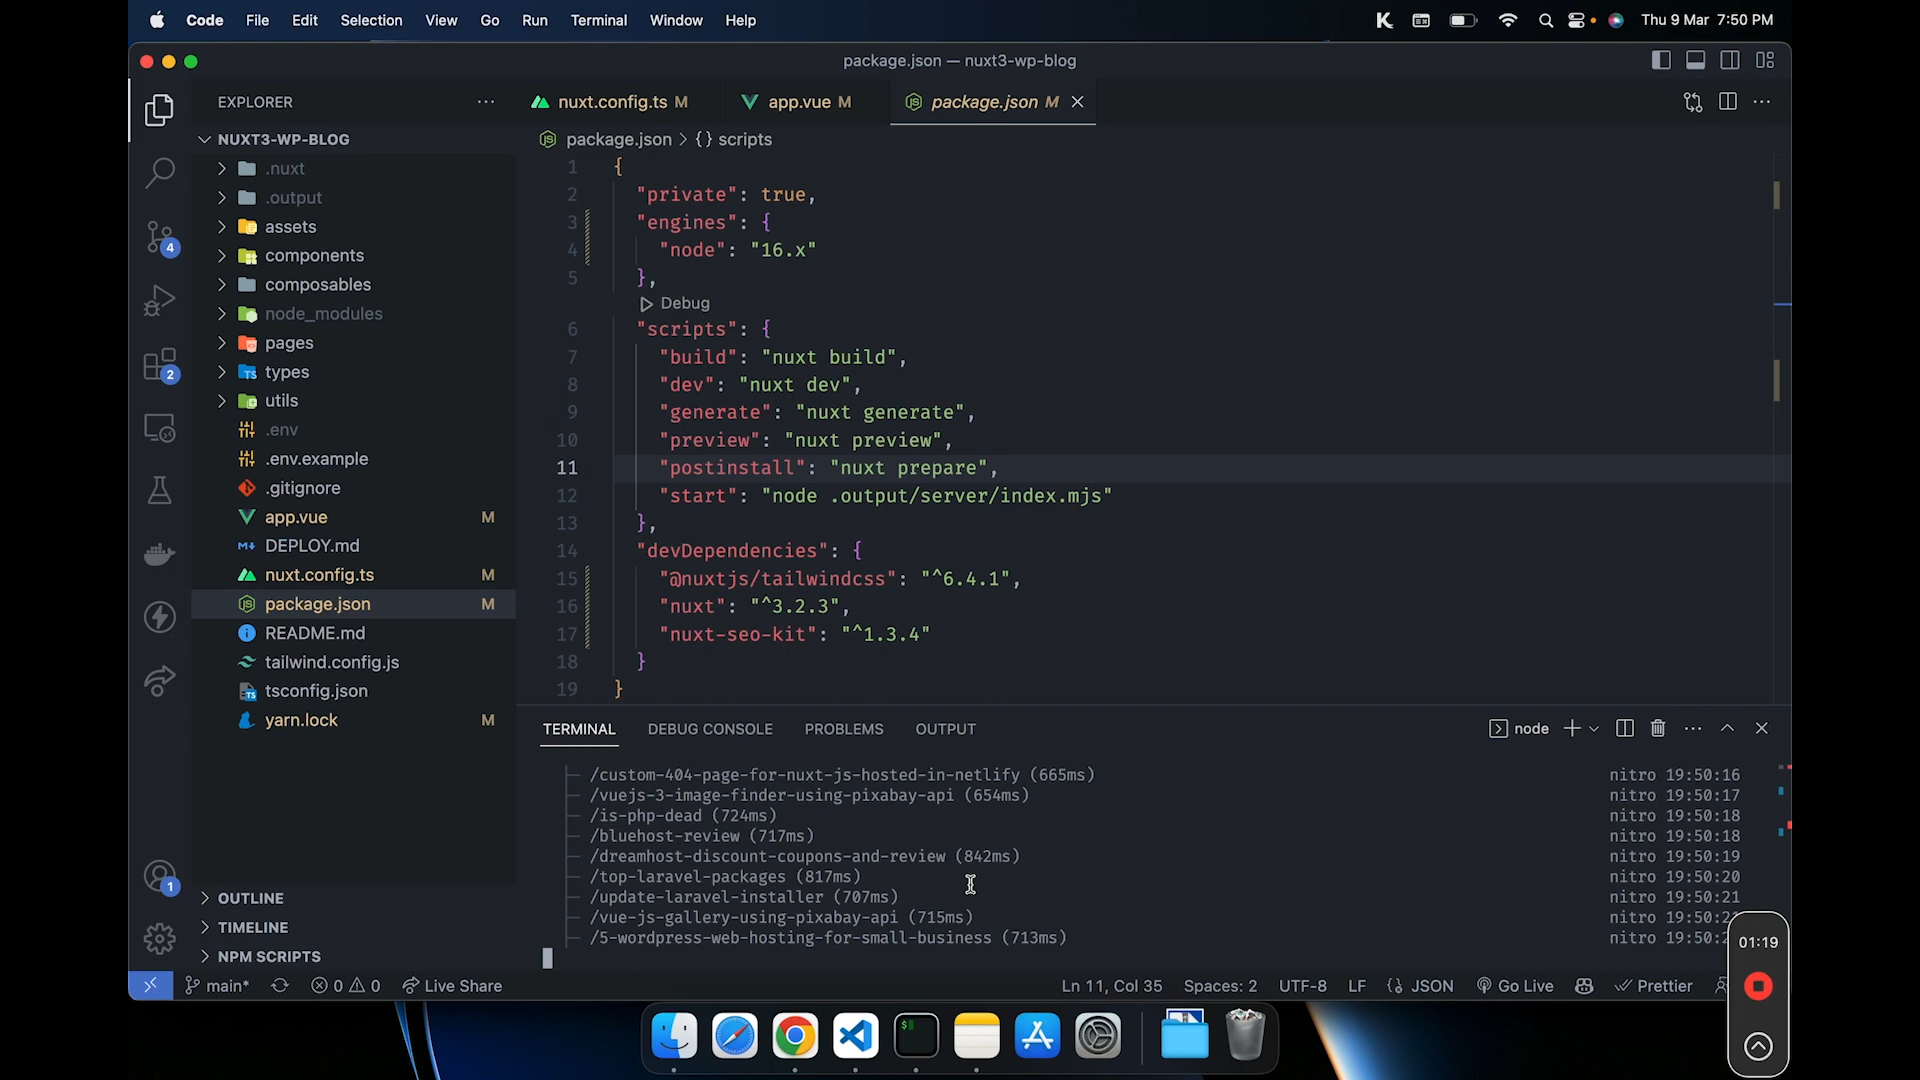 Code File Edit Selection View Go Run Terminal Window Help
Thu 9 Mar 7:50 PM
package.json — nuxt3-wp-blog
EXPLORER
NUXT3-WP-BLOG
.nuxt
.output
assets
components
composables
node_modules
pages
types
utils
.env
.env.example
.gitignore
app.vue M
DEPLOY.md
nuxt.config.ts M
package.json M
README.md
tailwind.config.js
tsconfig.json
yarn.lock M
OUTLINE
TIMELINE
NPM SCRIPTS
4
2
1
nuxt.config.ts M
app.vue M
package.json M
package.json > {} scripts
1 {
2 "private": true,
3 "engines": {
4 "node": "16.x"
5 },
Debug
6 "scripts": {
7 "build": "nuxt build",
8 "dev": "nuxt dev",
9 "generate": "nuxt generate",
10 "preview": "nuxt preview",
11 "postinstall": "nuxt prepare",
12 "start": "node .output/server/index.mjs"
13 },
14 "devDependencies": {
15 "@nuxtjs/tailwindcss": "^6.4.1",
16 "nuxt": "^3.2.3",
17 "nuxt-seo-kit": "^1.3.4"
18 }
19 }
TERMINAL DEBUG CONSOLE PROBLEMS OUTPUT
node
/custom-404-page-for-nuxt-js-hosted-in-netlify (665ms) nitro 19:50:16
/vuejs-3-image-finder-using-pixabay-api (654ms) nitro 19:50:17
/is-php-dead (724ms) nitro 19:50:18
/bluehost-review (717ms) nitro 19:50:18
/dreamhost-discount-coupons-and-review (842ms) nitro 19:50:19
/top-laravel-packages (817ms) nitro 19:50:20
/update-laravel-installer (707ms) nitro 19:50:21
/vue-js-gallery-using-pixabay-api (715ms) nitro 19:50:2
/5-wordpress-web-hosting-for-small-business (713ms) nitro 19:50:
01:19
main* 0 0 Live Share
Ln 11, Col 35 Spaces: 2 UTF-8 LF {} JSON Go Live Prettier